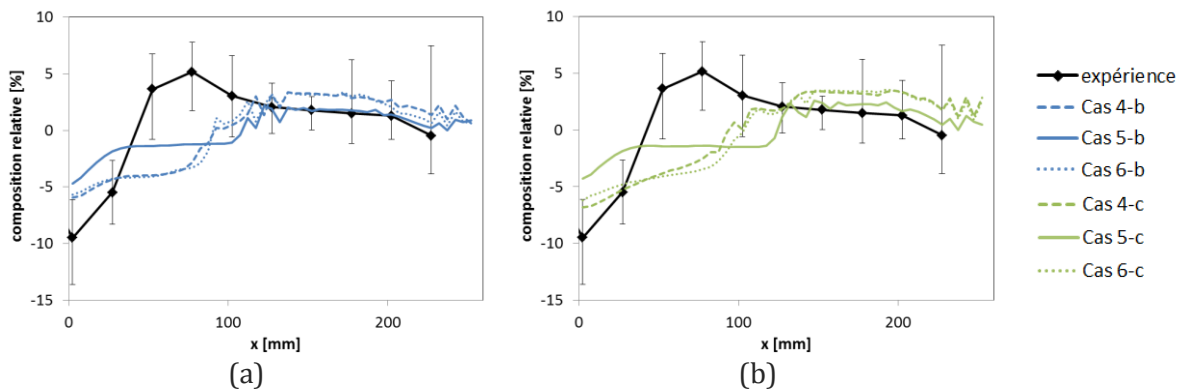 10
5
0
-5
-10
-15
composition relative [%]
0
100
200
x [mm]
(a)
10
5
0
-5
-10
-15
composition relative [%]
0
100
200
x [mm]
(b)
expérience
Cas 4-b
Cas 5-b
Cas 6-b
Cas 4-c
Cas 5-c
Cas 6-c